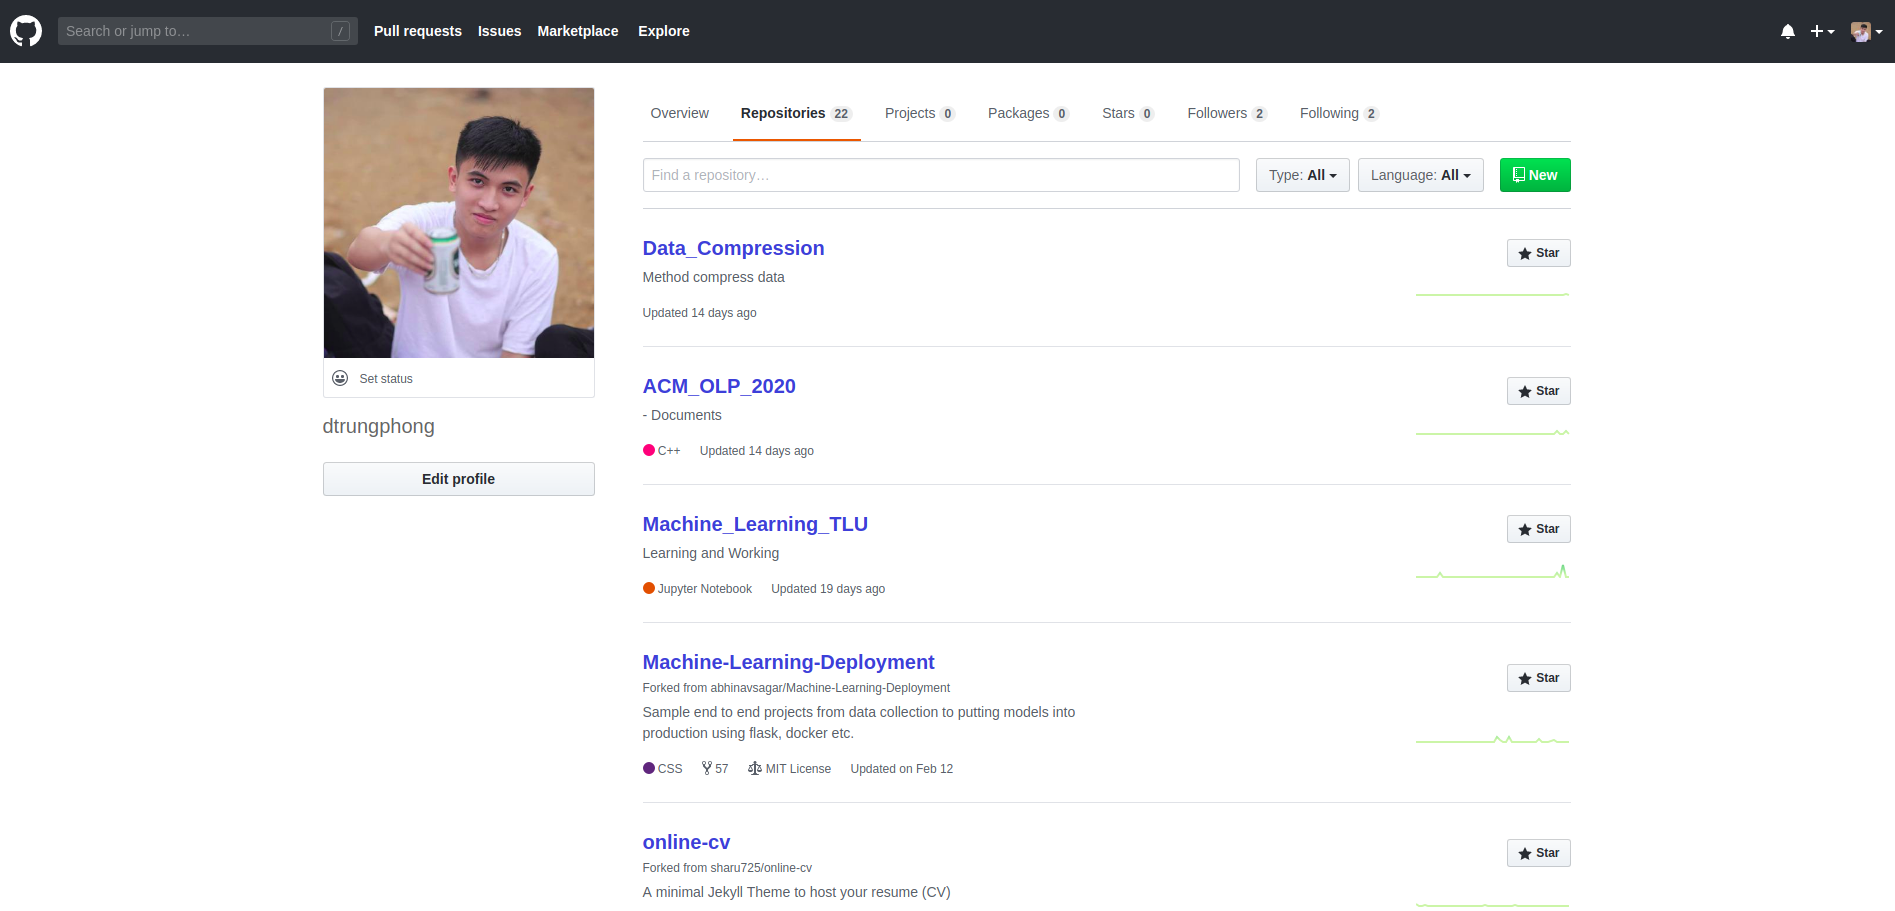 Search or jump to… /
Pull requests Issues Marketplace Explore
Overview Repositories 22 Projects 0 Packages 0 Stars 0 Followers 2 Following 2
Find a repository… Type: All Language: All New
Set status
dtrungphong
Edit profile
Data_Compression
Star
Method compress data
Updated 14 days ago
ACM_OLP_2020
Star
- Documents
C++ Updated 14 days ago
Machine_Learning_TLU
Star
Learning and Working
Jupyter Notebook Updated 19 days ago
Machine-Learning-Deployment
Star
Forked from abhinavsagar/Machine-Learning-Deployment
Sample end to end projects from data collection to putting models into
production using flask, docker etc.
CSS 57 MIT License Updated on Feb 12
online-cv
Star
Forked from sharu725/online-cv
A minimal Jekyll Theme to host your resume (CV)